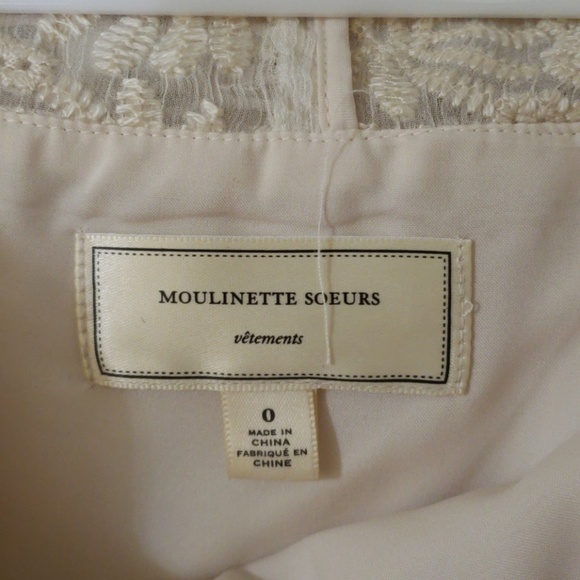 MOULINETTE SOEURS
vêtements
0
MADE IN
CHINA
FABRIQUÉ EN
CHINE